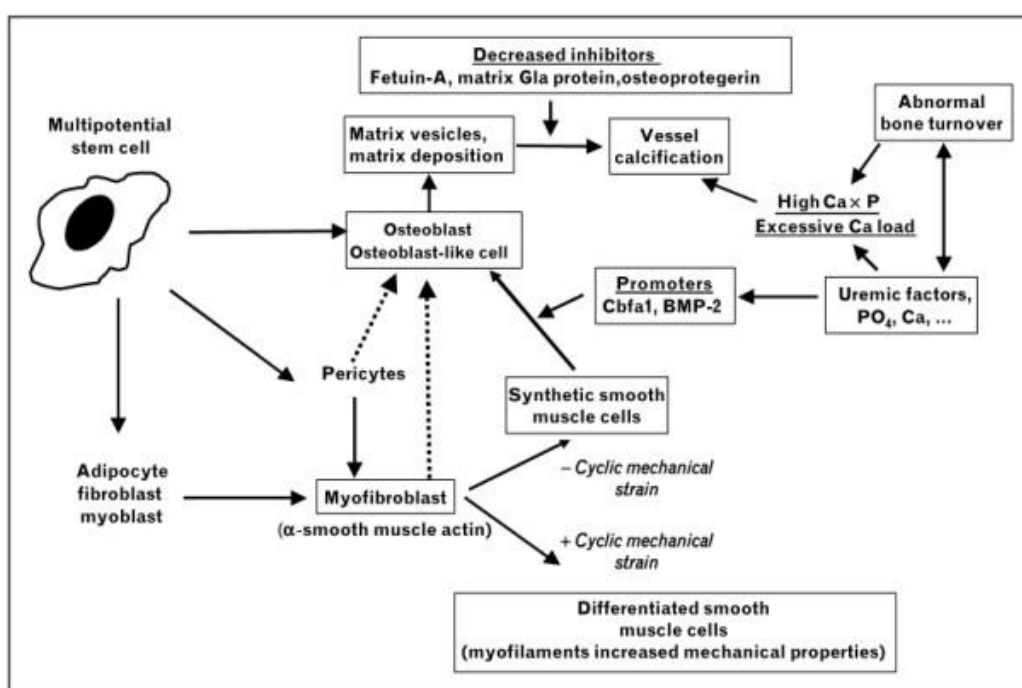 Decreased inhibitors
Fetuin-A, matrix Gla protein,osteoprotegerin
Abnormal
bone turnover
Multipotential
stem cell
Matrix vesicles,
matrix deposition
Vessel
calcification
High Ca × P
Excessive Ca load
Osteoblast
Osteoblast-like cell
Promoters
Cbfa1, BMP-2
Uremic factors,
PO₄, Ca, ...
Pericytes
Synthetic smooth
muscle cells
Adipocyte
fibroblast
myoblast
Myofibroblast
(α-smooth muscle actin)
– Cyclic mechanical
strain
+ Cyclic mechanical
strain
Differentiated smooth
muscle cells
(myofilaments increased mechanical properties)